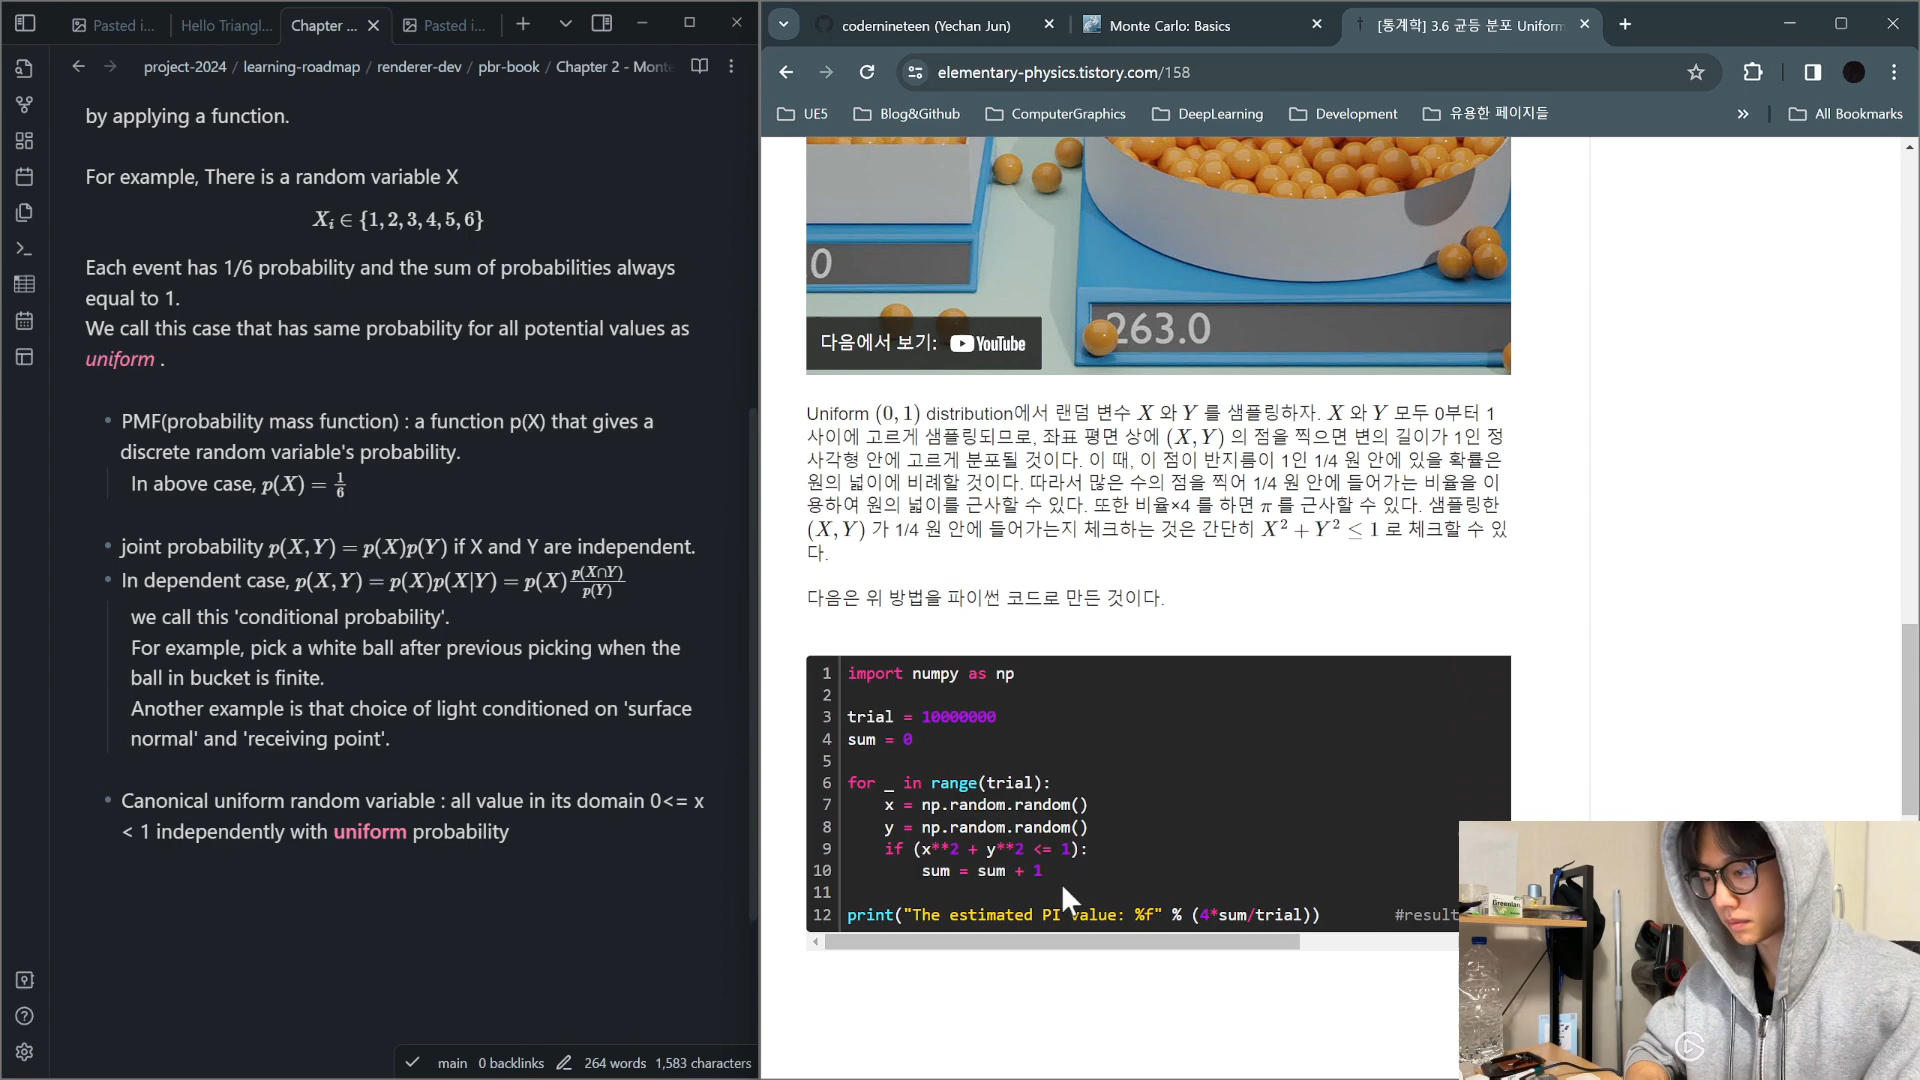 Pasted i...
Hello Triangl...
Chapter ...
Pasted i...
project-2024 / learning-roadmap / renderer-dev / pbr-book / Chapter 2 - Monte
by applying a function.
For example, There is a random variable X
Xᵢ ∈ {1, 2, 3, 4, 5, 6}
Each event has 1/6 probability and the sum of probabilities always
equal to 1.
We call this case that has same probability for all potential values as
uniform .
• PMF(probability mass function) : a function p(X) that gives a
discrete random variable's probability.
In above case, p(X) = 1/6
• joint probability p(X, Y) = p(X)p(Y) if X and Y are independent.
• In dependent case, p(X, Y) = p(X)p(X|Y) = p(X) p(X∩Y)/p(Y)
we call this 'conditional probability'.
For example, pick a white ball after previous picking when the
ball in bucket is finite.
Another example is that choice of light conditioned on 'surface
normal' and 'receiving point'.
• Canonical uniform random variable : all value in its domain 0<= x
< 1 independently with uniform probability
main 0 backlinks 264 words 1,583 characters
codernineteen (Yechan Jun)
Monte Carlo: Basics
[통계학] 3.6 균등 분포 Uniform
elementary-physics.tistory.com/158
UE5 Blog&Github ComputerGraphics DeepLearning Development 유용한 페이지들 » All Bookmarks
0
263.0
다음에서 보기: YouTube
Uniform (0, 1) distribution에서 랜덤 변수 X 와 Y 를 샘플링하자. X 와 Y 모두 0부터 1
사이에 고르게 샘플링되므로, 좌표 평면 상에 (X, Y) 의 점을 찍으면 변의 길이가 1인 정
사각형 안에 고르게 분포될 것이다. 이 때, 이 점이 반지름이 1인 1/4 원 안에 있을 확률은
원의 넓이에 비례할 것이다. 따라서 많은 수의 점을 찍어 1/4 원 안에 들어가는 비율을 이
용하여 원의 넓이를 근사할 수 있다. 또한 비율×4 를 하면 π 를 근사할 수 있다. 샘플링한
(X, Y) 가 1/4 원 안에 들어가는지 체크하는 것은 간단히 X² + Y² ≤ 1 로 체크할 수 있
다.
다음은 위 방법을 파이썬 코드로 만든 것이다.
1 import numpy as np
2
3 trial = 10000000
4 sum = 0
5
6 for _ in range(trial):
7 x = np.random.random()
8 y = np.random.random()
9 if (x**2 + y**2 <= 1):
10 sum = sum + 1
11
12 print("The estimated PI value: %f" % (4*sum/trial)) #result